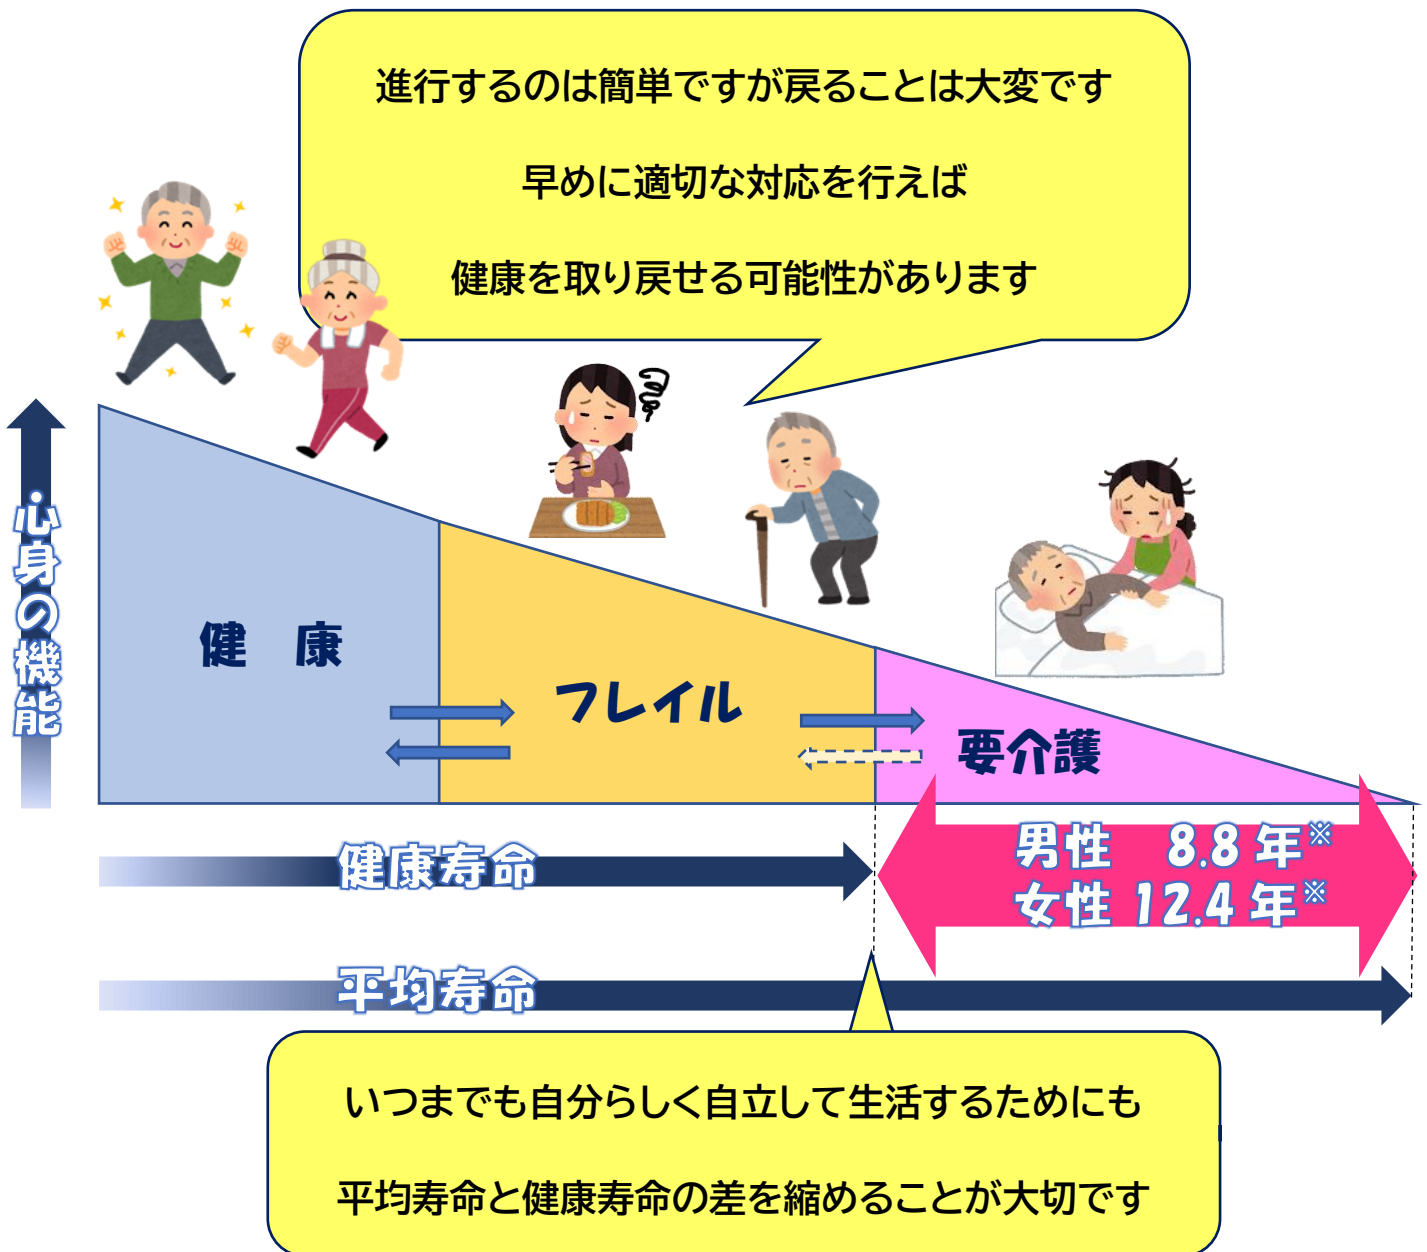 進行するのは簡単ですが戻ることは大変です
早めに適切な対応を行えば
健康を取り戻せる可能性があります
心身の機能
健 康
フレイル
要介護
健康寿命
男性 8.8 年※
女性 12.4 年※
平均寿命
いつまでも自分らしく自立して生活するためにも
平均寿命と健康寿命の差を縮めることが大切です